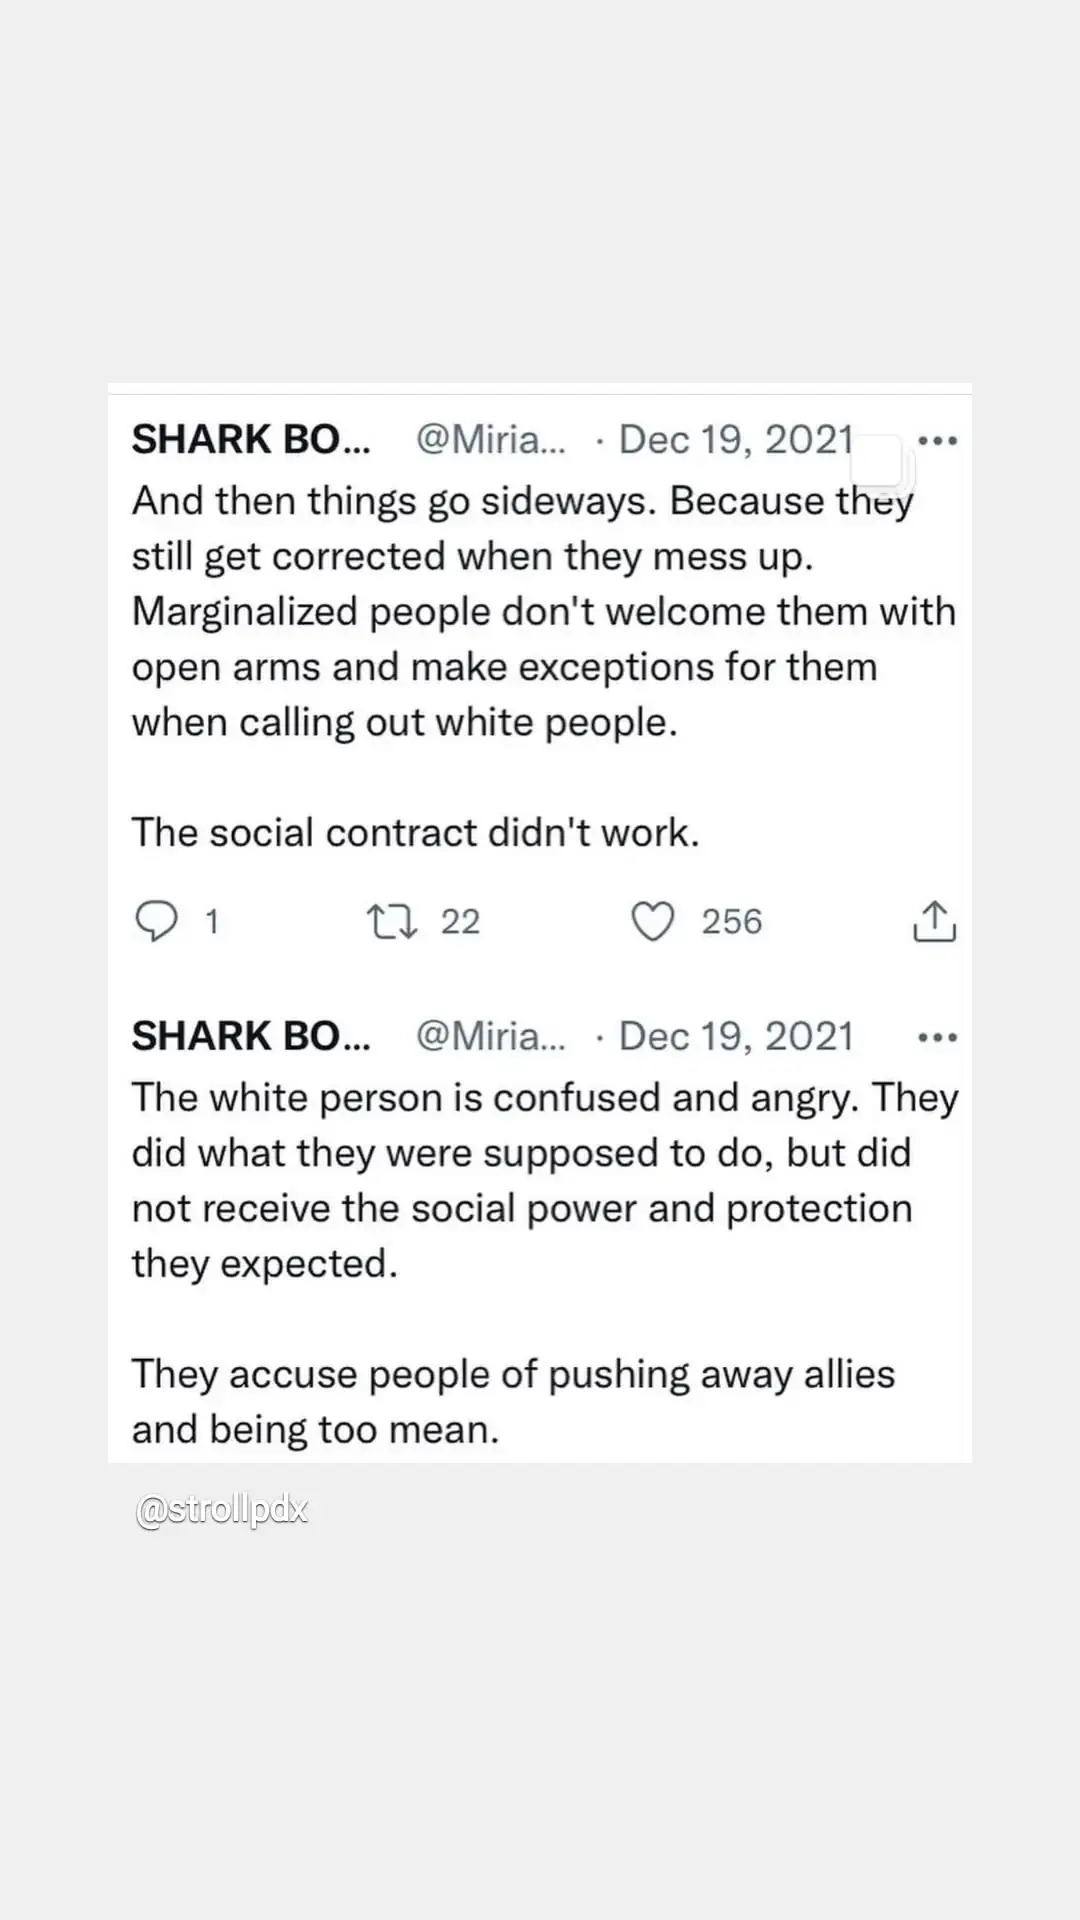 SHARK BO... @Miria... · Dec 19, 2021
And then things go sideways. Because they
still get corrected when they mess up.
Marginalized people don't welcome them with
open arms and make exceptions for them
when calling out white people.
The social contract didn't work.
1 22 256
SHARK BO... @Miria... · Dec 19, 2021
The white person is confused and angry. They
did what they were supposed to do, but did
not receive the social power and protection
they expected.
They accuse people of pushing away allies
and being too mean.
@strollpdx